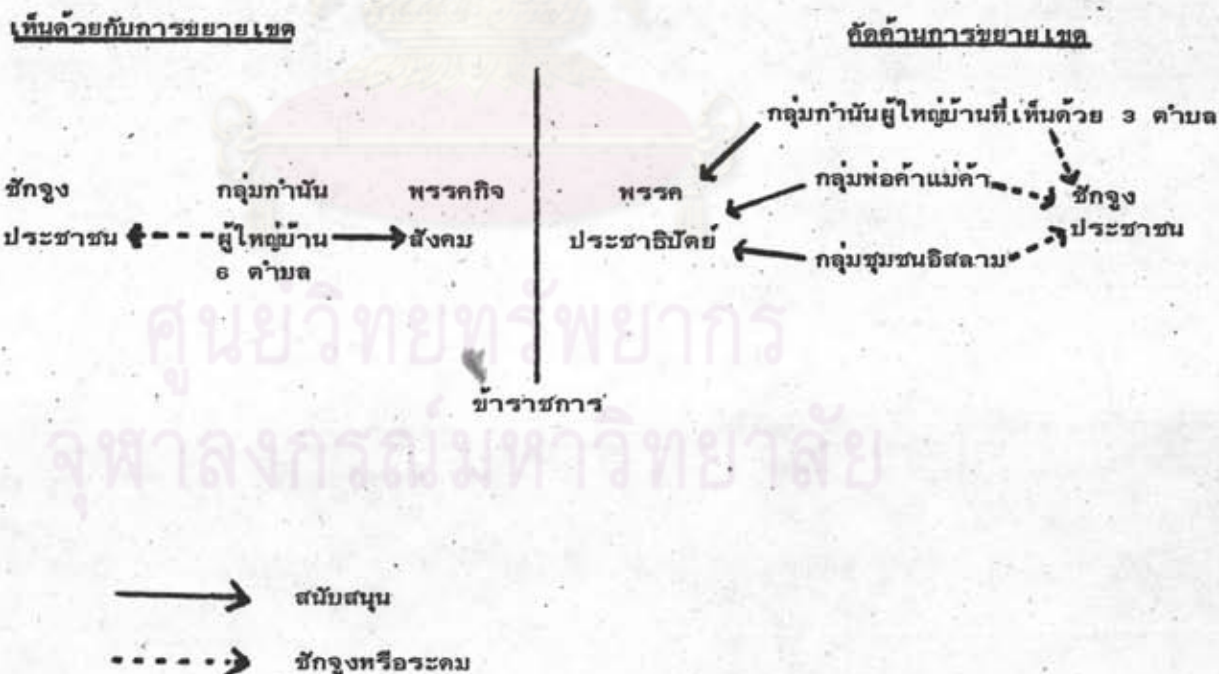 เห็นด้วยกับการขยายเขต
คัดค้านการขยายเขต
กลุ่มกำนันผู้ใหญ่บ้านที่เห็นด้วย 3 ตำบล
ชักจูง กลุ่มกำนัน พรรคกิจ พรรค กลุ่มพ่อค้าแม่ค้า ชักจูง
ประชาชน ผู้ใหญ่บ้าน สังคม ประชาธิปัตย์ ประชาชน
6 ตำบล กลุ่มชุมชนอิสลาม
ศูนย์วิทยทรัพยากร
ข้าราชการ
จุฬาลงกรณ์มหาวิทยาลัย
สนับสนุน
ชักจูงหรือระดม